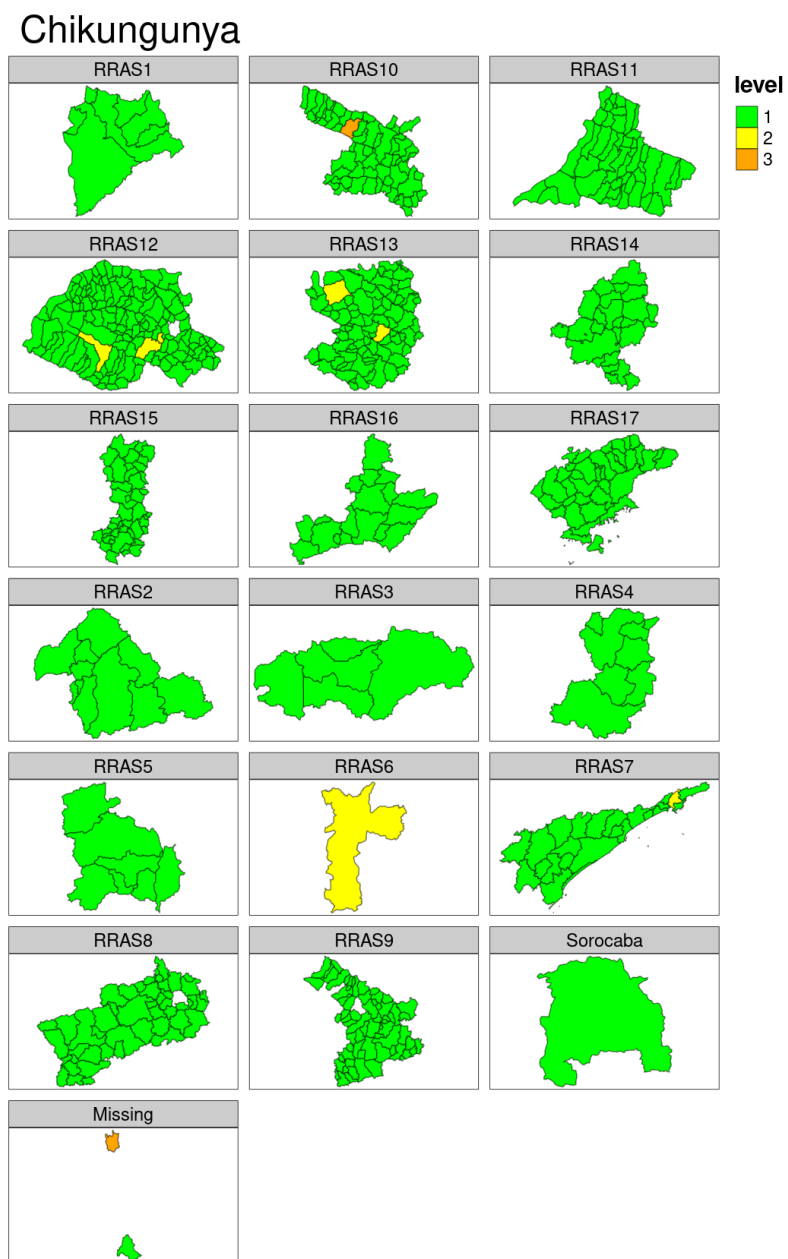 Chikungunya
RRAS1
RRAS10
RRAS11
level
1
2
3
RRAS12
RRAS13
RRAS14
RRAS15
RRAS16
RRAS17
RRAS2
RRAS3
RRAS4
RRAS5
RRAS6
RRAS7
RRAS8
RRAS9
Sorocaba
Missing